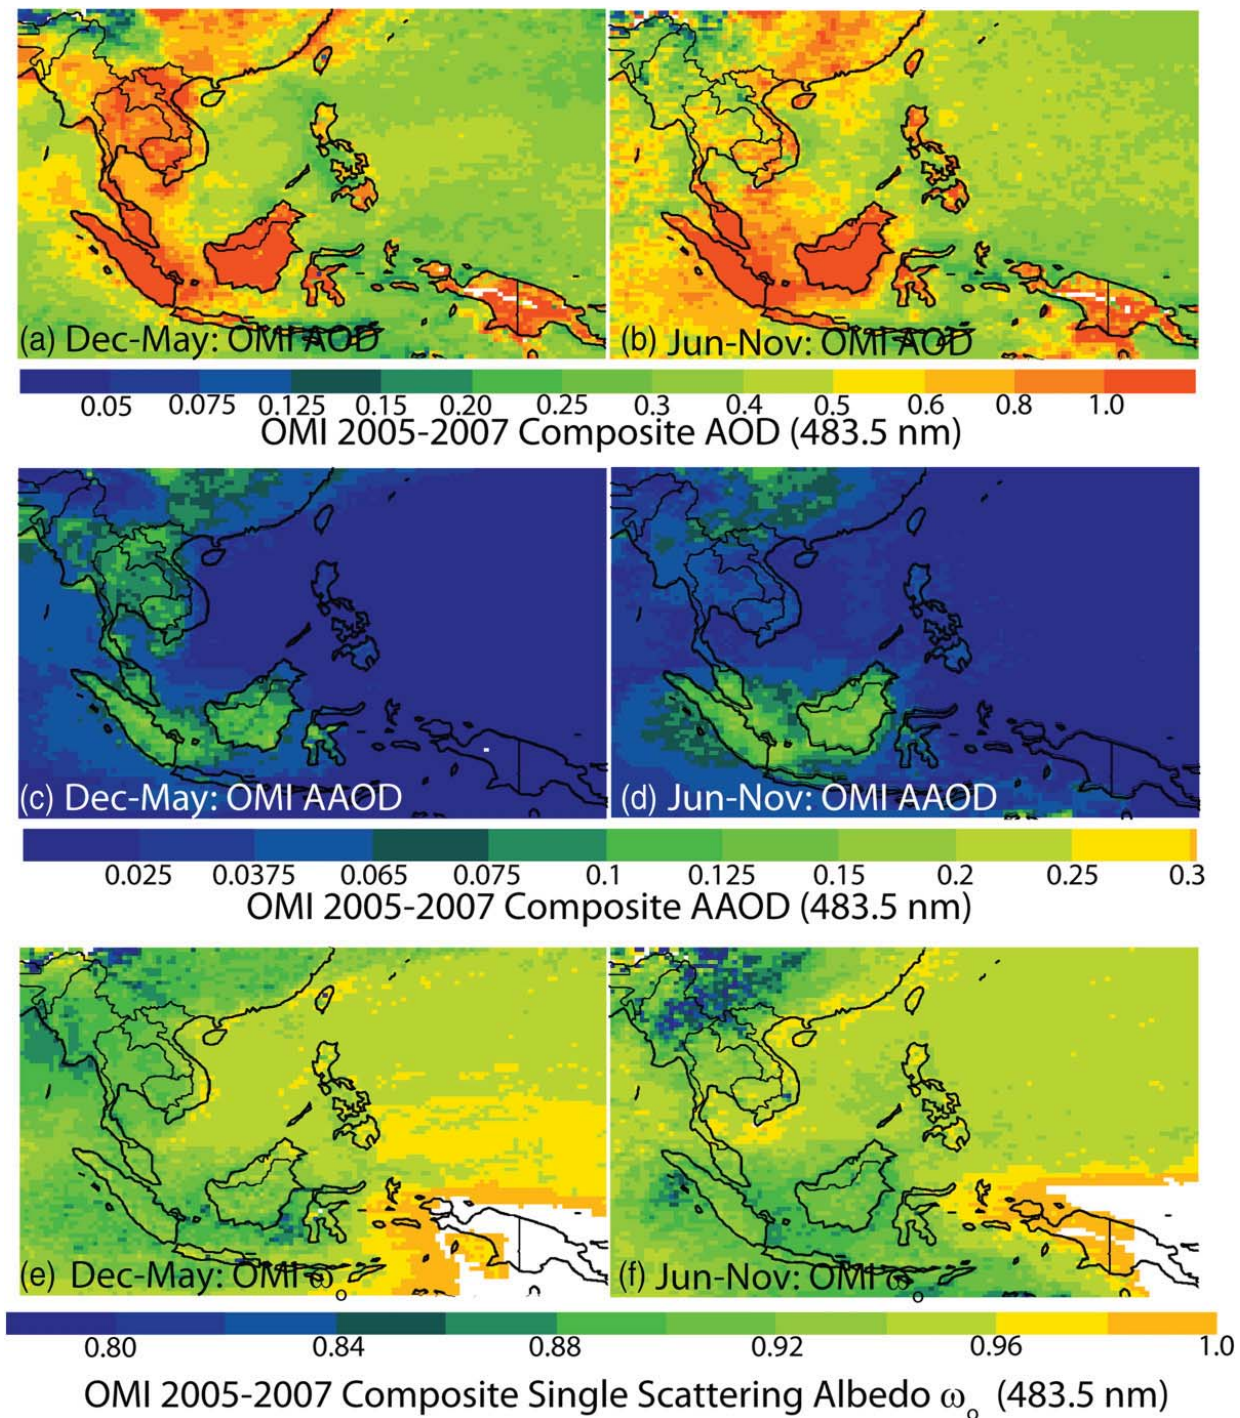 (a) Dec-May: OMI AOD
(b) Jun-Nov: OMI AOD
0.05 0.075 0.125 0.15 0.20 0.25 0.3 0.4 0.5 0.6 0.8 1.0
OMI 2005-2007 Composite AOD (483.5 nm)
(c) Dec-May: OMI AAOD
(d) Jun-Nov: OMI AAOD
0.025 0.0375 0.065 0.075 0.1 0.125 0.15 0.2 0.25 0.3
OMI 2005-2007 Composite AAOD (483.5 nm)
(e) Dec-May: OMI ωₒ
(f) Jun-Nov: OMI ωₒ
0.80 0.84 0.88 0.92 0.96 1.0
OMI 2005-2007 Composite Single Scattering Albedo ωₒ (483.5 nm)